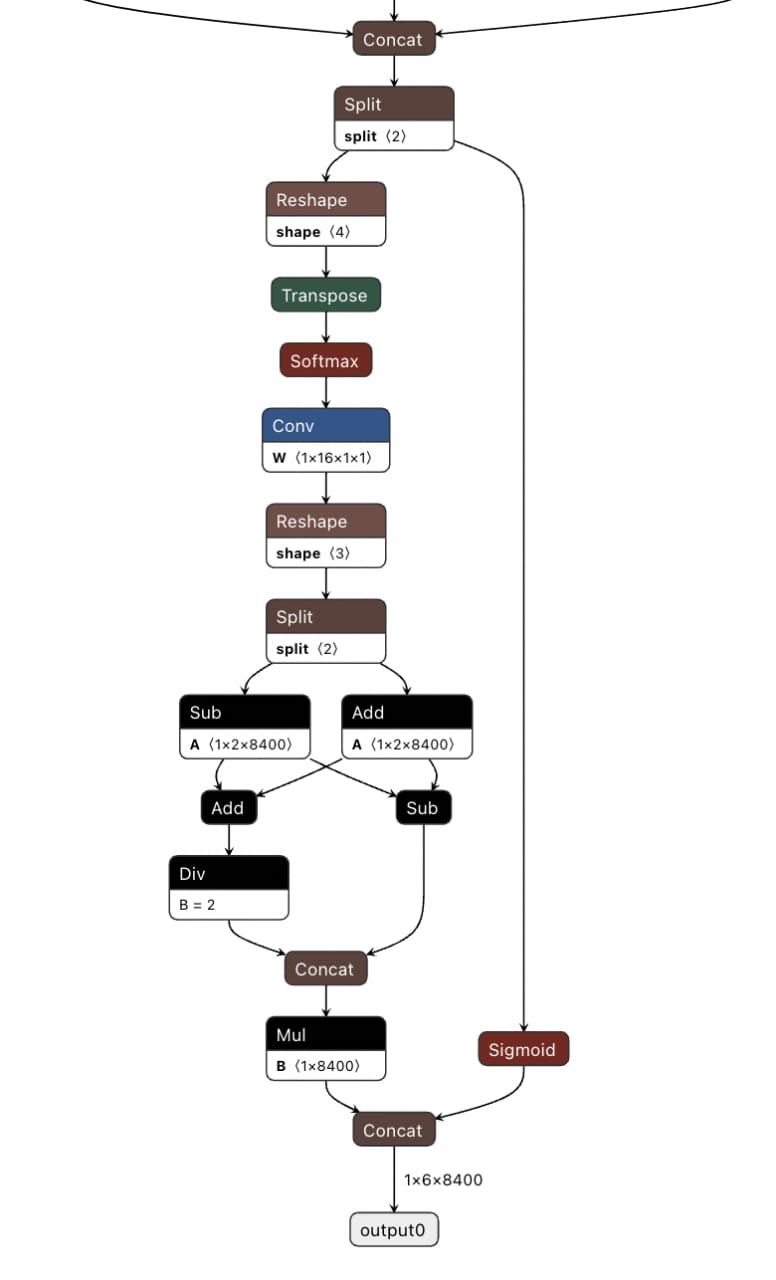 Concat
Split
split ⟨2⟩
Reshape
shape ⟨4⟩
Transpose
Softmax
Conv
W ⟨1×16×1×1⟩
Reshape
shape ⟨3⟩
Split
split ⟨2⟩
Sub
A ⟨1×2×8400⟩
Add
A ⟨1×2×8400⟩
Add
Sub
Div
B = 2
Concat
Mul
B ⟨1×8400⟩
Sigmoid
Concat
1×6×8400
output0